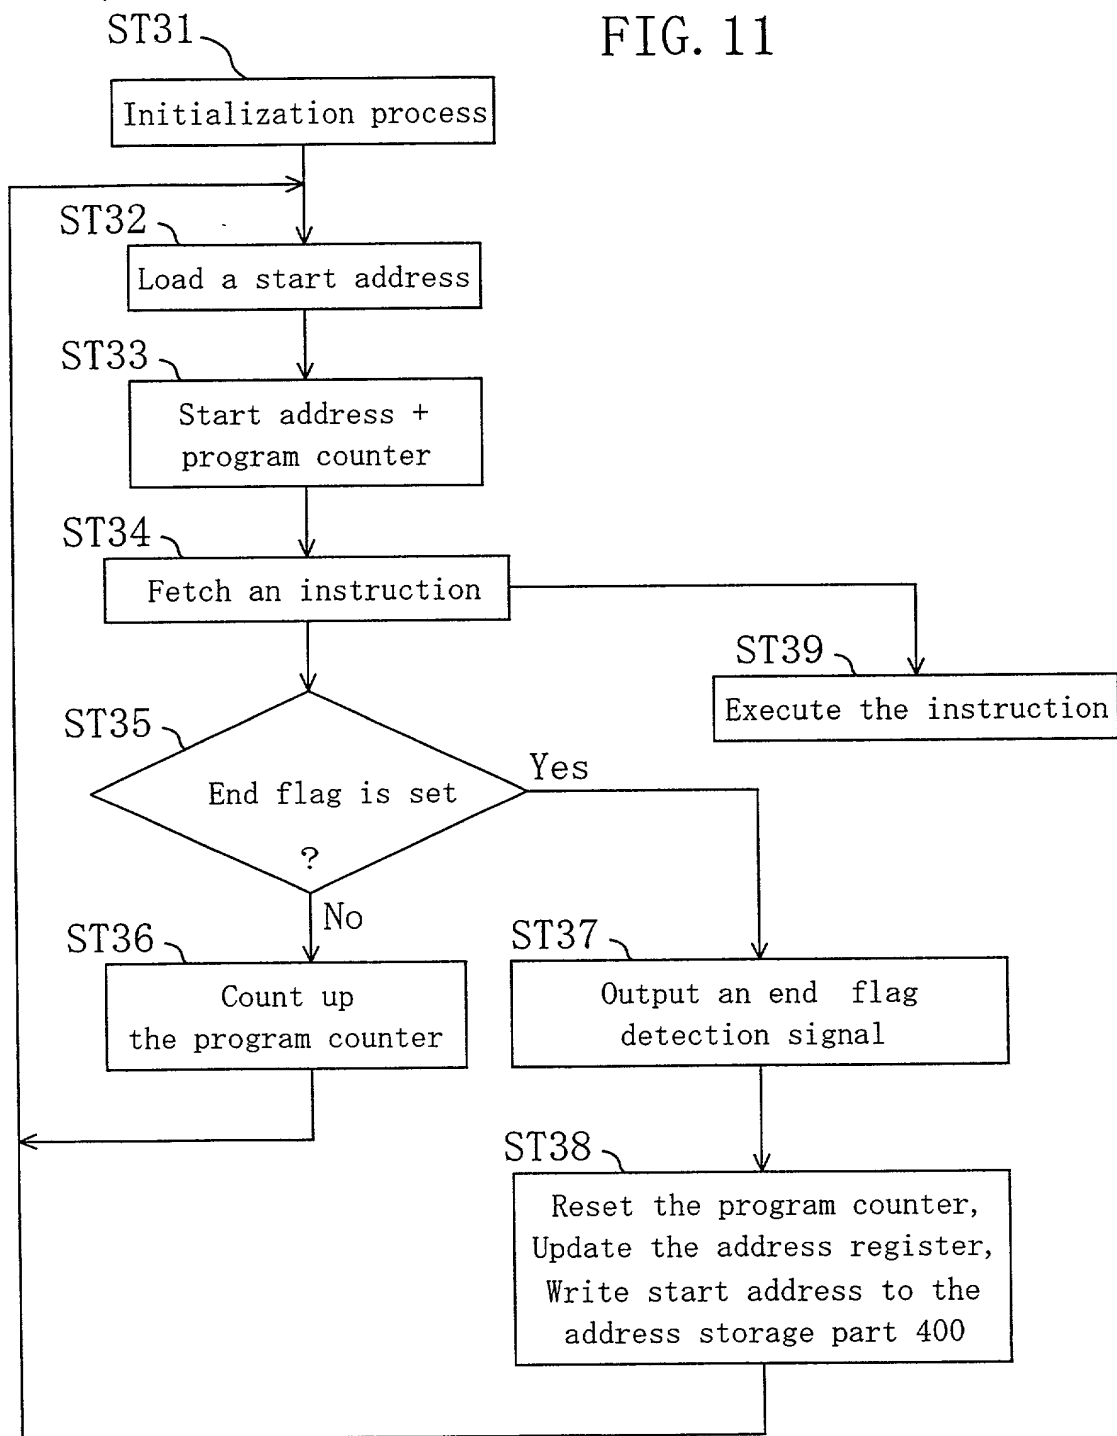 FIG. 11
ST31
Initialization process
ST32
Load a start address
ST33
Start address +
program counter
ST34
Fetch an instruction
ST39
Execute the instruction
ST35
End flag is set
?
Yes
No
ST36
Count up
the program counter
ST37
Output an end flag
detection signal
ST38
Reset the program counter,
Update the address register,
Write start address to the
address storage part 400